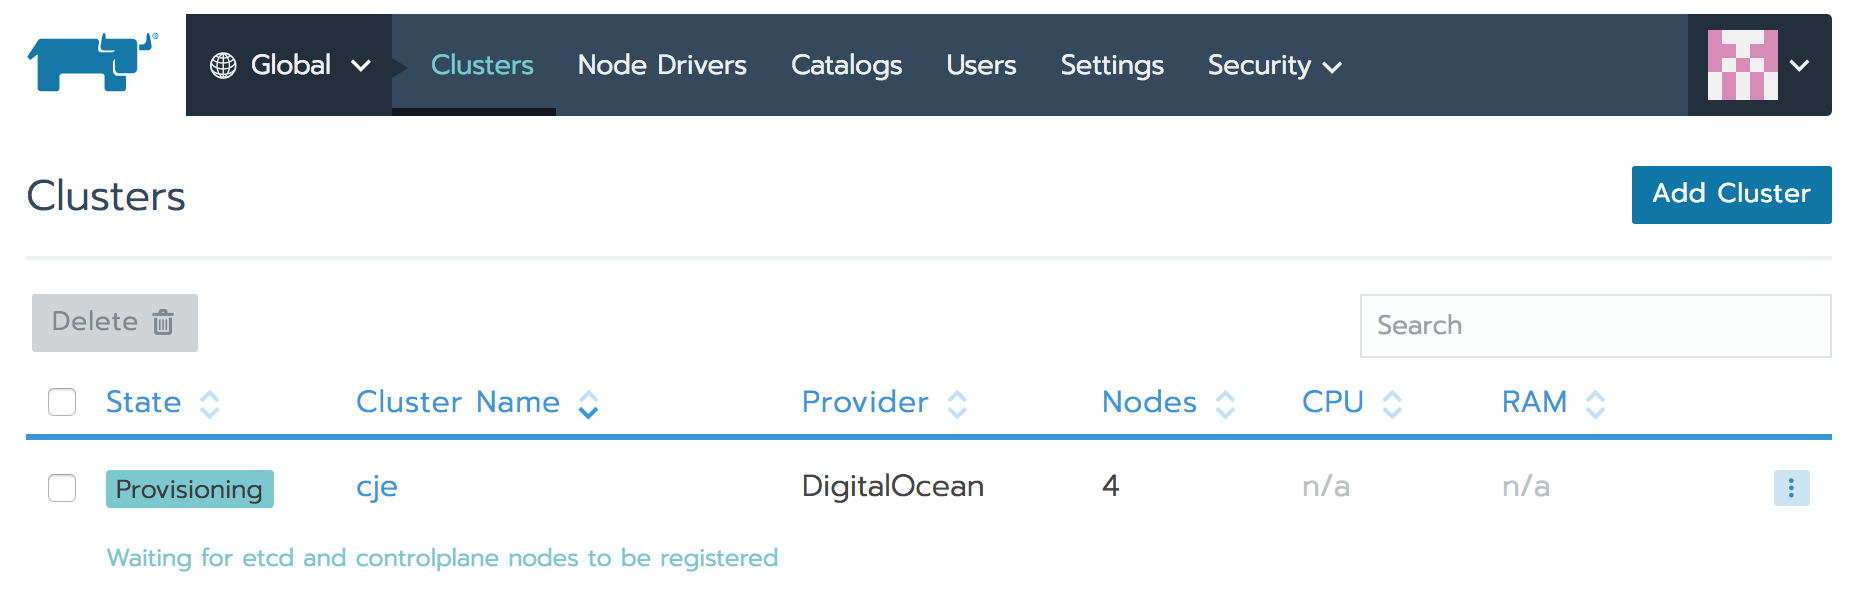 Global Clusters Node Drivers Catalogs Users Settings Security
Clusters
Add Cluster
Delete
Search
State Cluster Name Provider Nodes CPU RAM
Provisioning cje DigitalOcean 4 n/a n/a
Waiting for etcd and controlplane nodes to be registered